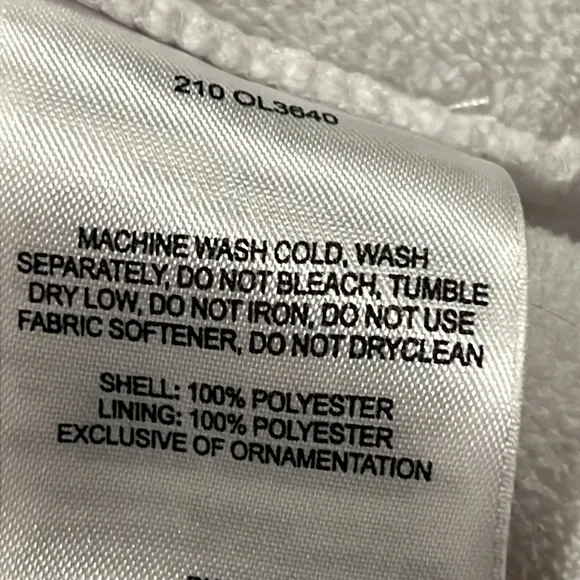 210 OL3640
MACHINE WASH COLD, WASH
SEPARATELY, DO NOT BLEACH, TUMBLE
DRY LOW, DO NOT IRON, DO NOT USE
FABRIC SOFTENER, DO NOT DRYCLEAN
SHELL: 100% POLYESTER
LINING: 100% POLYESTER
EXCLUSIVE OF ORNAMENTATION